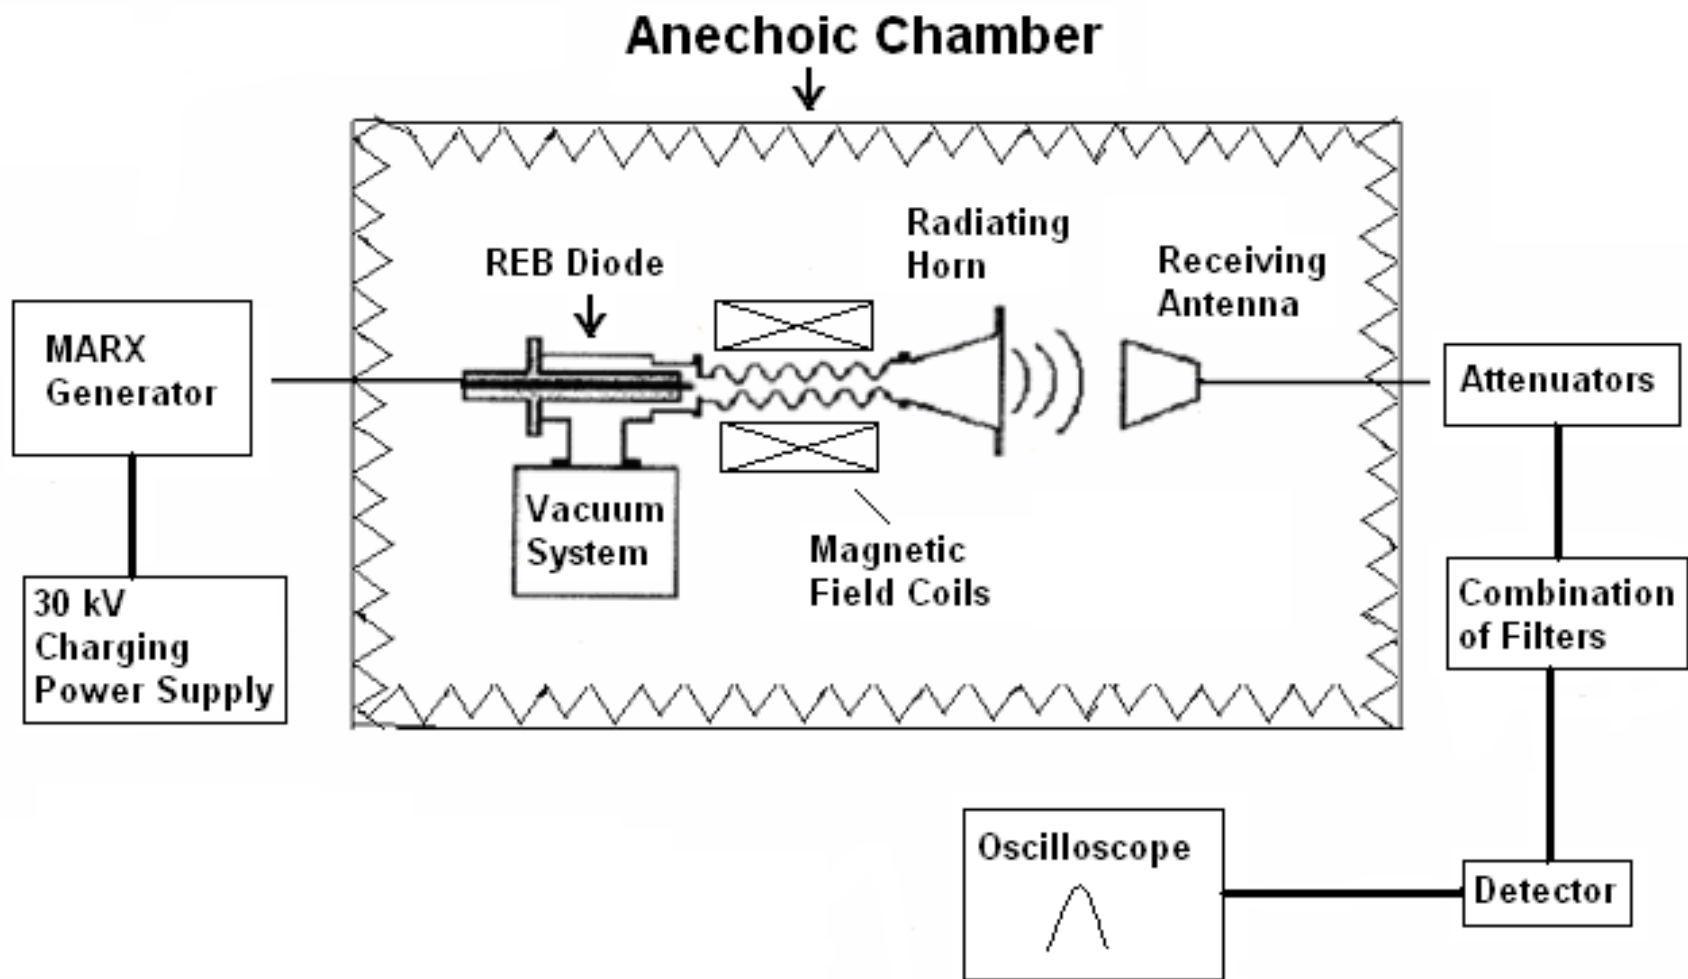 Anechoic Chamber
Radiating
Horn
REB Diode
Receiving
Antenna
MARX
Generator
Attenuators
Vacuum
System
Magnetic
Field Coils
30 kV
Charging
Power Supply
Combination
of Filters
Oscilloscope
Detector